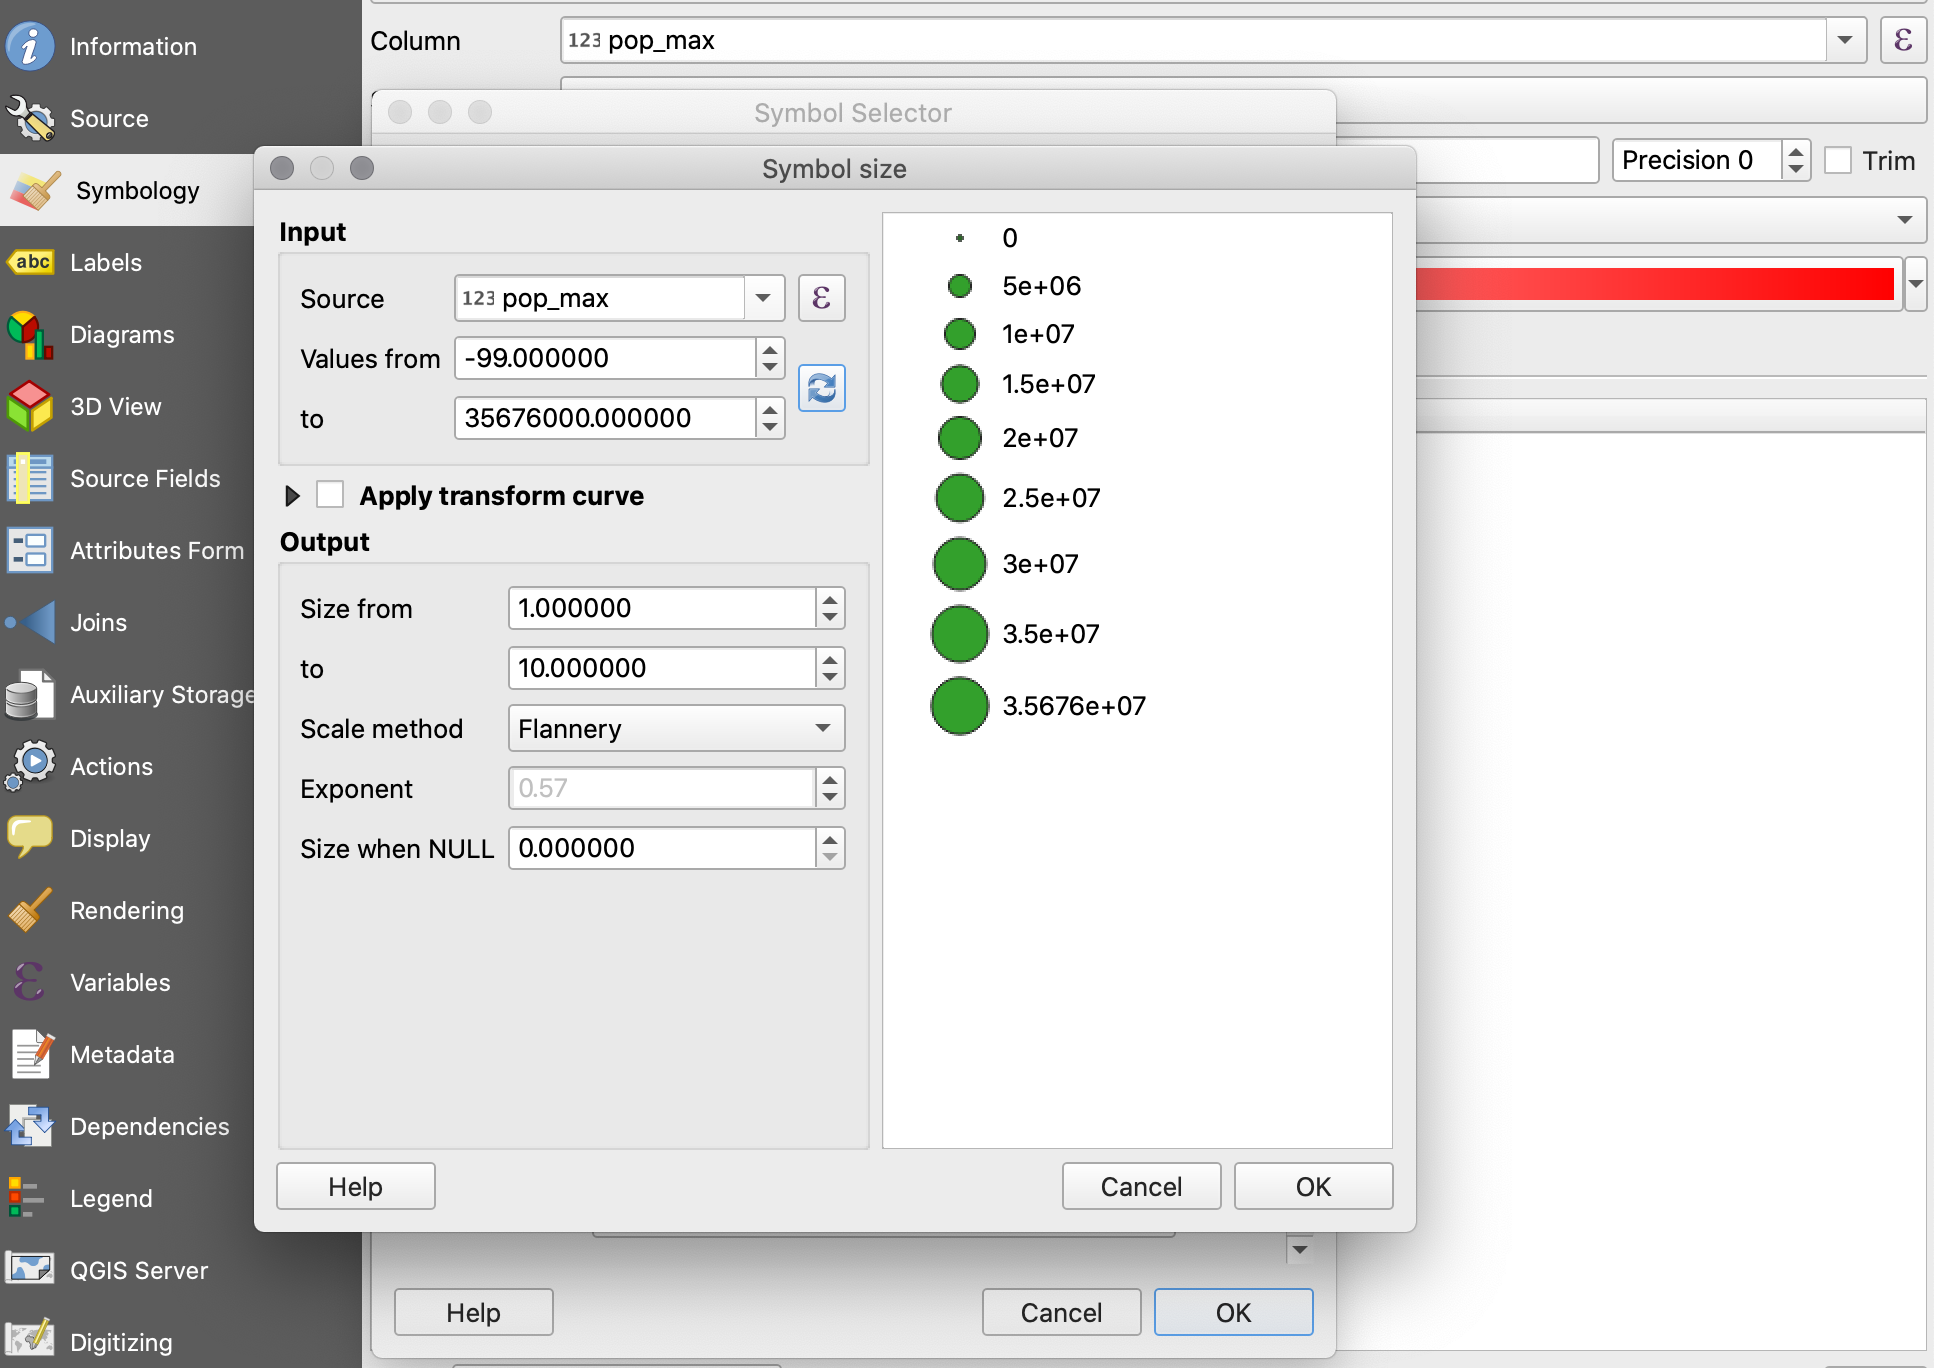 Information
Source
Symbology
abc Labels
Diagrams
3D View
Source Fields
Attributes Form
Joins
Auxiliary Storage
Actions
Display
Rendering
Variables
Metadata
Dependencies
Legend
QGIS Server
Digitizing
Column 123 pop_max ε
Precision 0 Trim
Symbol Selector
Symbol size
Input
Source 123 pop_max ε
Values from -99.000000
to 35676000.000000
Apply transform curve
Output
Size from 1.000000
to 10.000000
Scale method Flannery
Exponent 0.57
Size when NULL 0.000000
0
5e+06
1e+07
1.5e+07
2e+07
2.5e+07
3e+07
3.5e+07
3.5676e+07
Help Cancel OK
Help Cancel OK